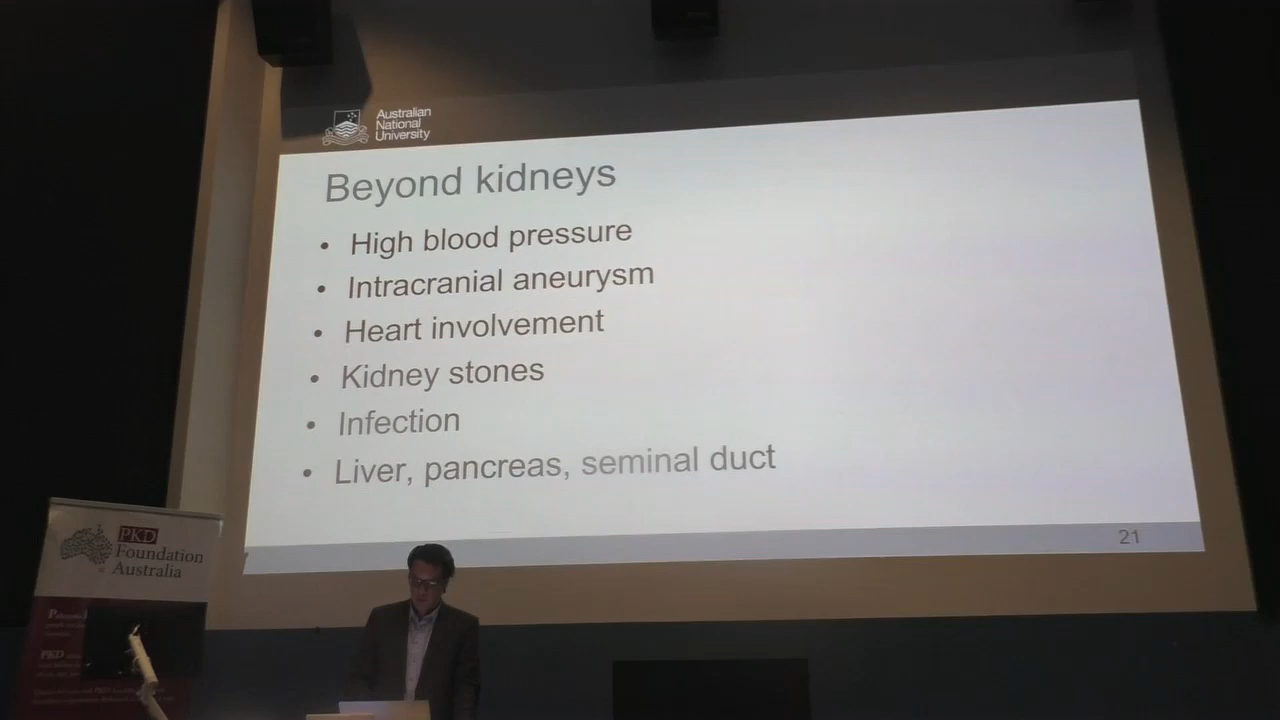 Australian
National
University
Beyond kidneys
• High blood pressure
• Intracranial aneurysm
• Heart involvement
• Kidney stones
• Infection
• Liver, pancreas, seminal duct
21
PKD
Foundation
Australia
PKD